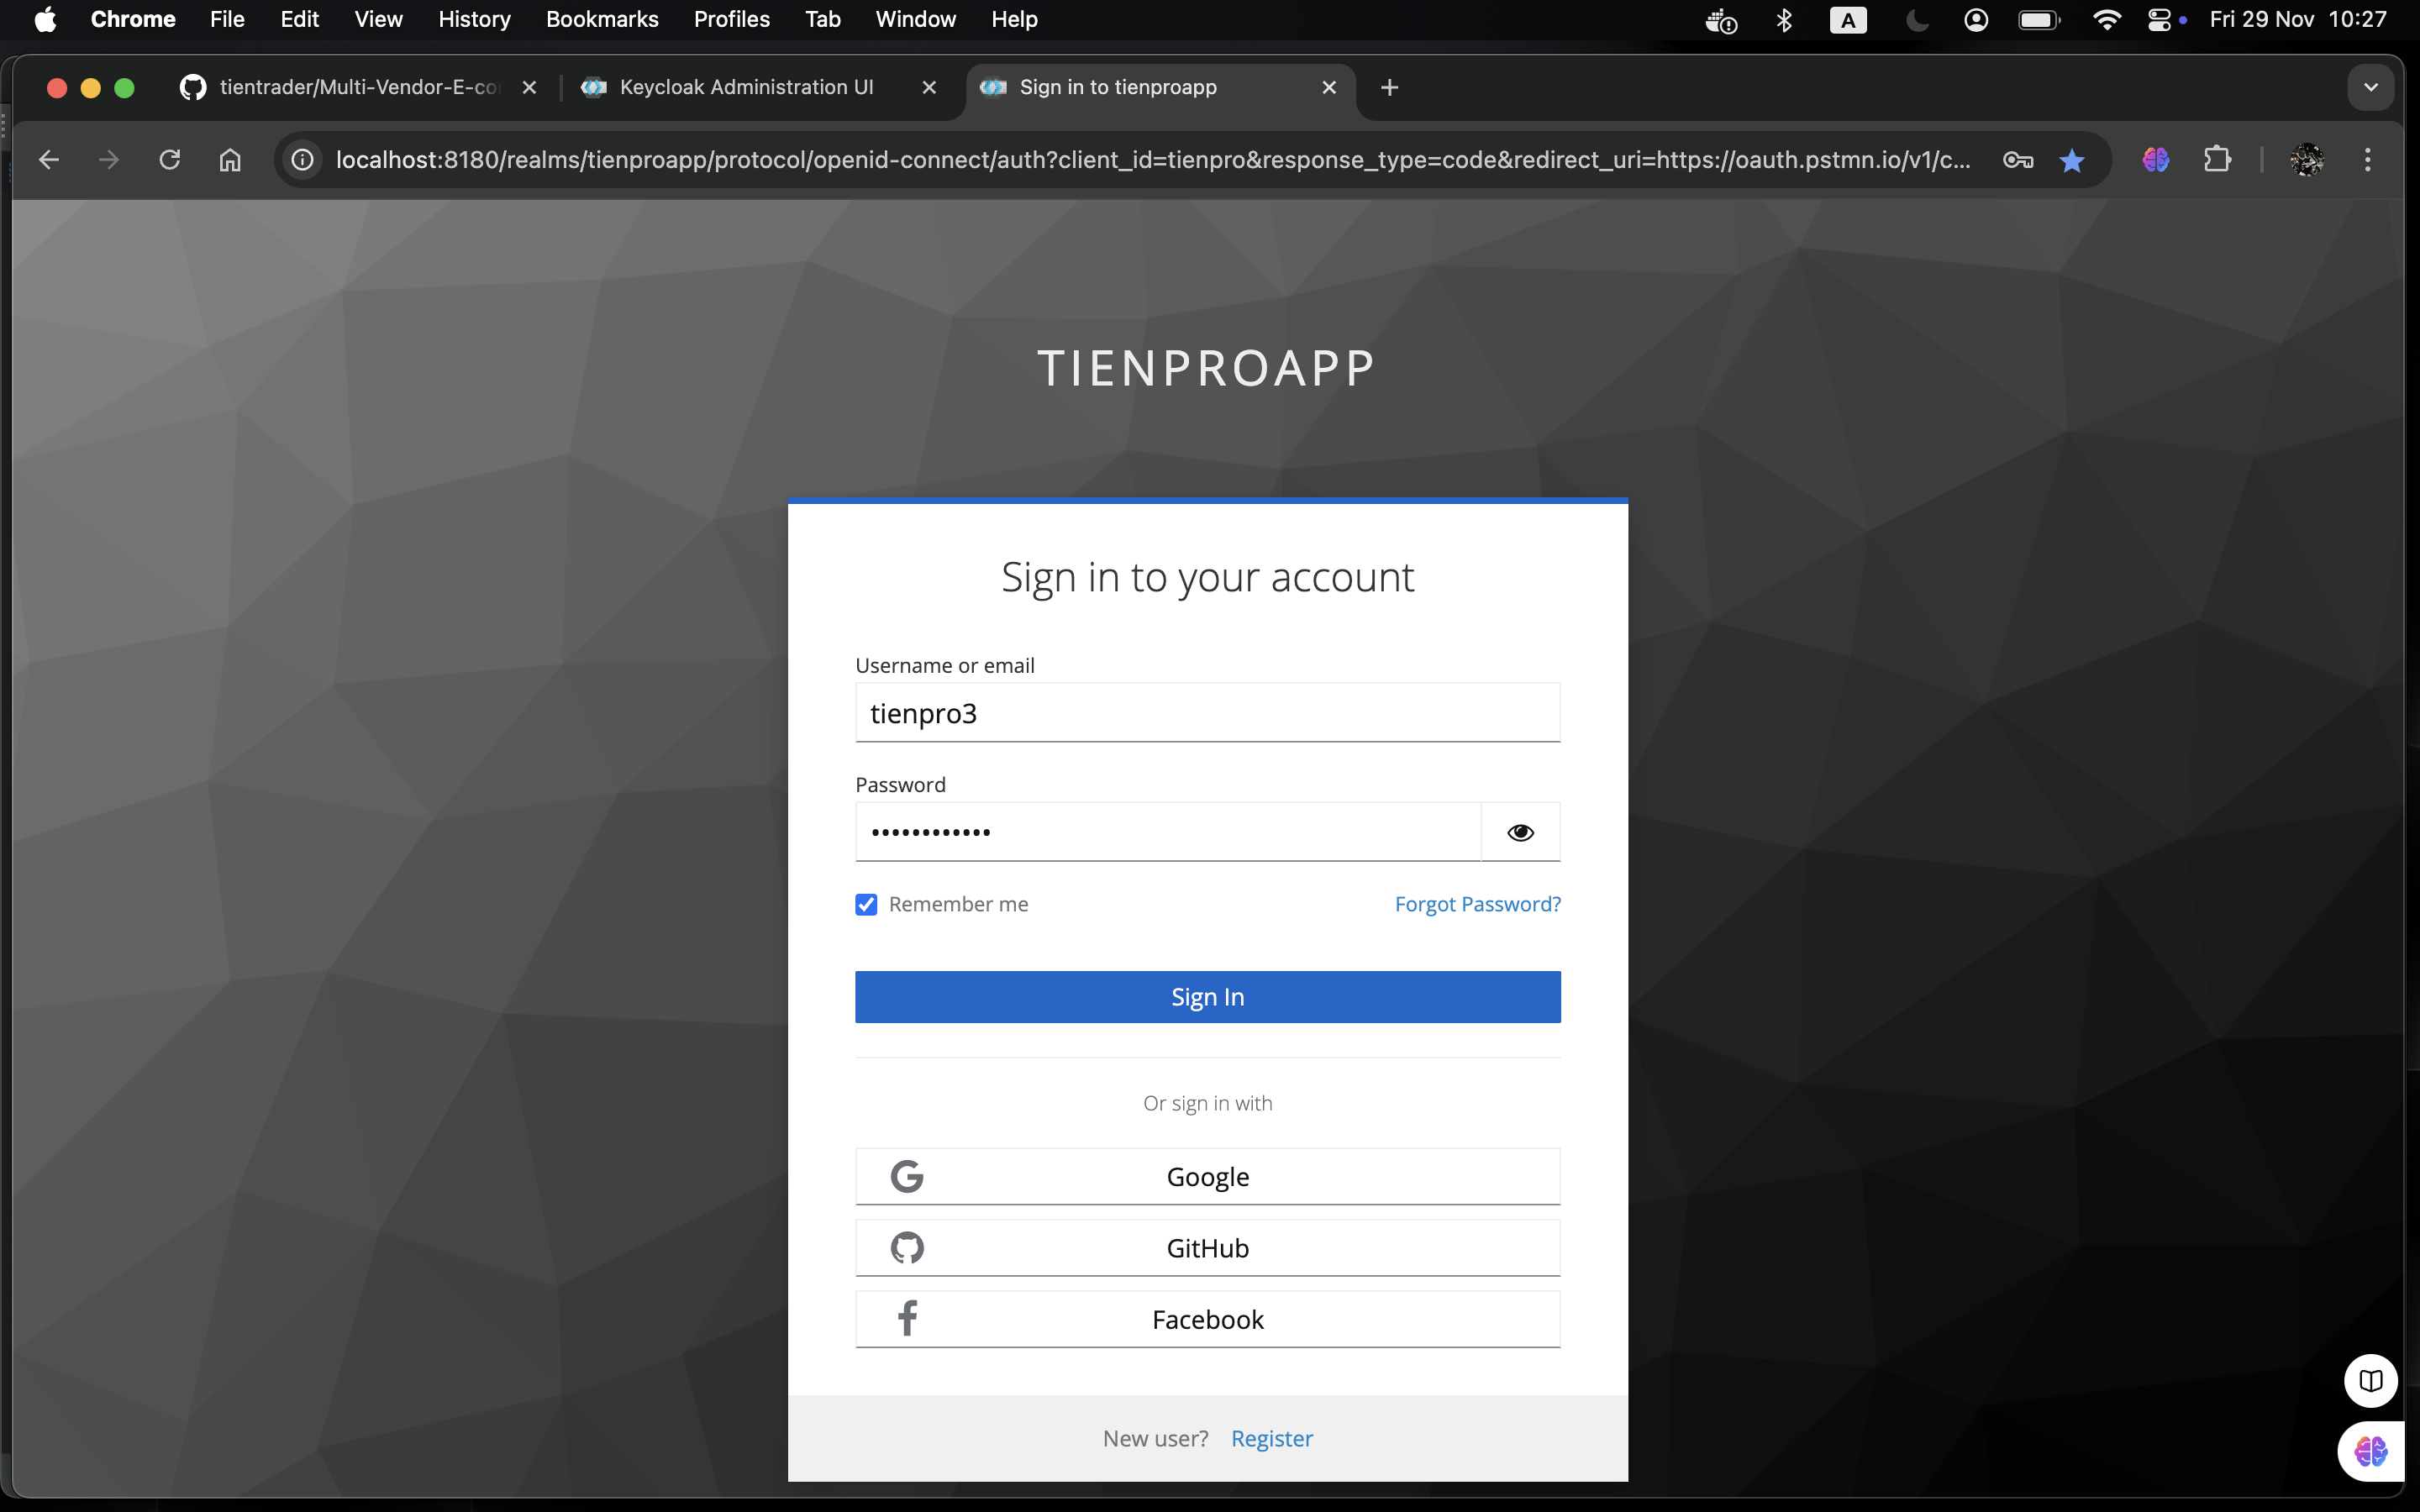 Chrome File Edit View History Bookmarks Profiles Tab Window Help A Fri 29 Nov 10:27
tientrader/Multi-Vendor-E-co Keycloak Administration UI Sign in to tienproapp
localhost:8180/realms/tienproapp/protocol/openid-connect/auth?client_id=tienpro&response_type=code&redirect_uri=https://oauth.pstmn.io/v1/c...
TIENPROAPP
Sign in to your account
Username or email
tienpro3
Password
••••••••••••
Remember me Forgot Password?
Sign In
Or sign in with
Google
GitHub
Facebook
New user? Register